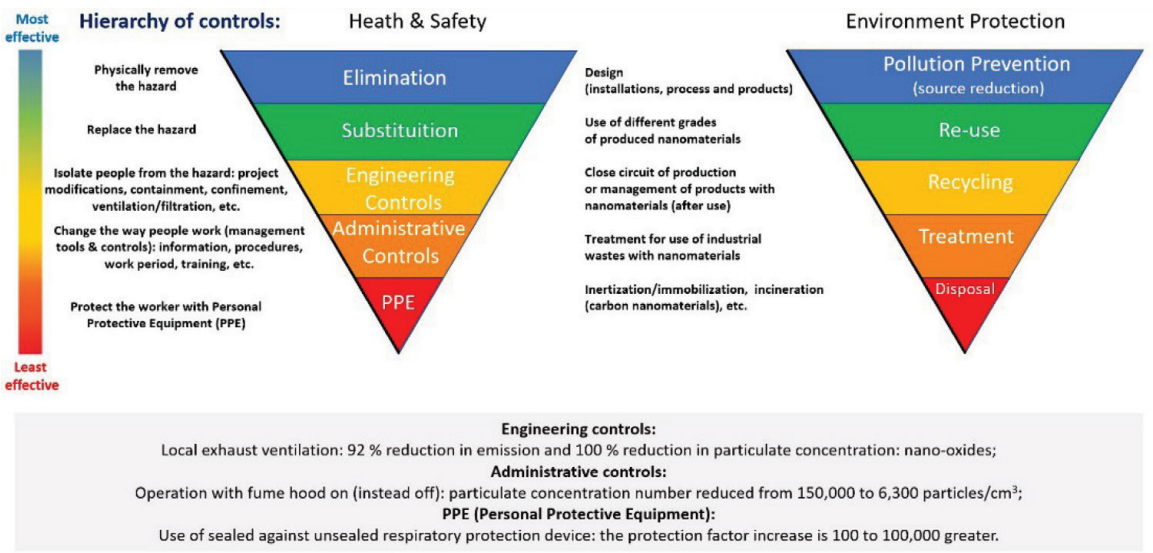 Most
effective
Hierarchy of controls:
Heath & Safety
Environment Protection
Physically remove
the hazard
Elimination
Design
(installations, process and products)
Pollution Prevention
(source reduction)
Replace the hazard
Substituition
Use of different grades
of produced nanomaterials
Re-use
Isolate people from the hazard: project
modifications, containment, confinement,
ventilation/filtration, etc.
Engineering
Controls
Close circuit of production
or management of products with
nanomaterials (after use)
Recycling
Change the way people work (management
tools & controls): information, procedures,
work period, training, etc.
Administrative
Controls
Treatment for use of industrial
wastes with nanomaterials
Treatment
Protect the worker with Personal
Protective Equipment (PPE)
PPE
Inertization/immobilization, incineration
(carbon nanomaterials), etc.
Disposal
Least
effective
Engineering controls:
Local exhaust ventilation: 92 % reduction in emission and 100 % reduction in particulate concentration: nano-oxides;
Administrative controls:
Operation with fume hood on (instead off): particulate concentration number reduced from 150,000 to 6,300 particles/cm³;
PPE (Personal Protective Equipment):
Use of sealed against unsealed respiratory protection device: the protection factor increase is 100 to 100,000 greater.